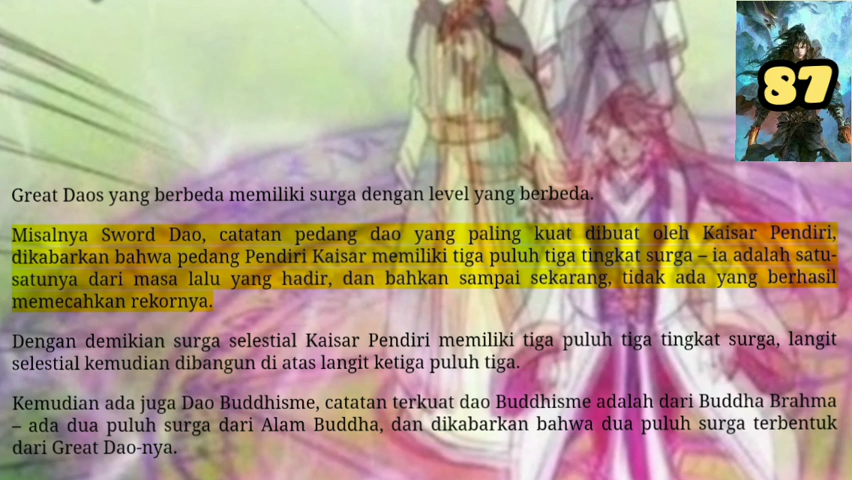 87
Great Daos yang berbeda memiliki surga dengan level yang berbeda.
Misalnya Sword Dao, catatan pedang dao yang paling kuat dibuat oleh Kaisar Pendiri,
dikabarkan bahwa pedang Pendiri Kaisar memiliki tiga puluh tiga tingkat surga – ia adalah satu-
satunya dari masa lalu yang hadir, dan bahkan sampai sekarang, tidak ada yang berhasil
memecahkan rekornya.
Dengan demikian surga selestial Kaisar Pendiri memiliki tiga puluh tiga tingkat surga, langit
selestial kemudian dibangun di atas langit ketiga puluh tiga.
Kemudian ada juga Dao Buddhisme, catatan terkuat dao Buddhisme adalah dari Buddha Brahma
– ada dua puluh surga dari Alam Buddha, dan dikabarkan bahwa dua puluh surga terbentuk
dari Great Dao-nya.